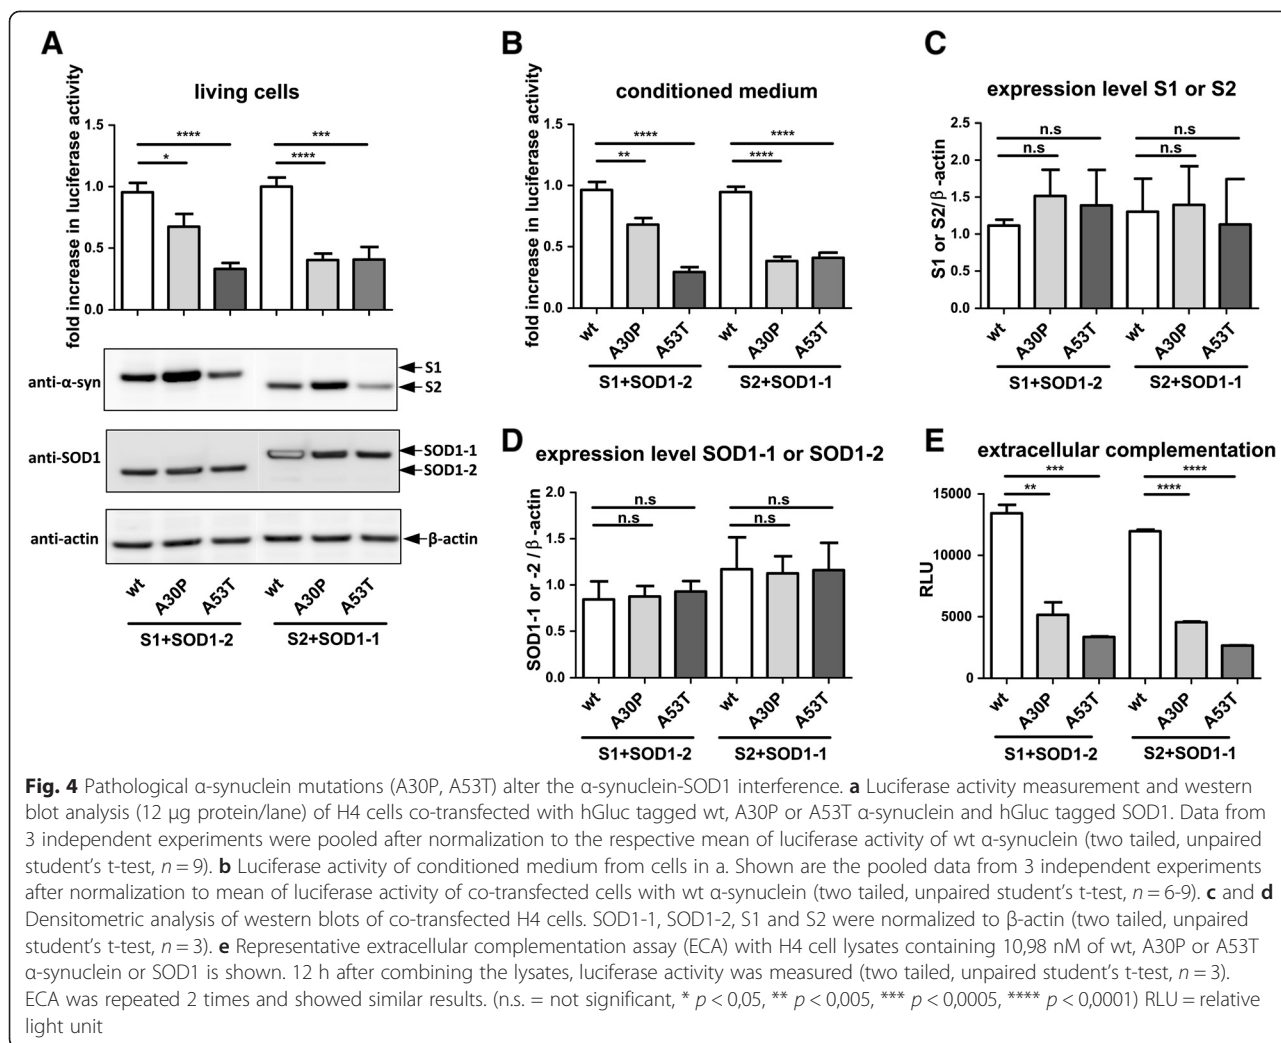 A
living cells
fold increase in luciferase activity
1.5
1.0
0.5
0.0
****
*
***
****
anti-α-syn
S1
S2
anti-SOD1
SOD1-1
SOD1-2
anti-actin
β-actin
wt
A30P
A53T
wt
A30P
A53T
S1+SOD1-2
S2+SOD1-1
B
conditioned medium
fold increase in luciferase activity
1.5
1.0
0.5
0.0
****
**
****
****
wt
A30P
A53T
wt
A30P
A53T
S1+SOD1-2
S2+SOD1-1
C
expression level S1 or S2
S1 or S2/β-actin
2.5
2.0
1.5
1.0
0.5
0.0
n.s
n.s
n.s
n.s
wt
A30P
A53T
wt
A30P
A53T
S1+SOD1-2
S2+SOD1-1
D
expression level SOD1-1 or SOD1-2
SOD1-1 or -2 / β-actin
2.0
1.5
1.0
0.5
0.0
n.s
n.s
n.s
n.s
wt
A30P
A53T
wt
A30P
A53T
S1+SOD1-2
S2+SOD1-1
E
extracellular complementation
RLU
15000
10000
5000
0
***
**
****
****
wt
A30P
A53T
wt
A30P
A53T
S1+SOD1-2
S2+SOD1-1
Fig. 4 Pathological α-synuclein mutations (A30P, A53T) alter the α-synuclein-SOD1 interference. a Luciferase activity measurement and western
blot analysis (12 μg protein/lane) of H4 cells co-transfected with hGluc tagged wt, A30P or A53T α-synuclein and hGluc tagged SOD1. Data from
3 independent experiments were pooled after normalization to the respective mean of luciferase activity of wt α-synuclein (two tailed, unpaired
student's t-test, n = 9). b Luciferase activity of conditioned medium from cells in a. Shown are the pooled data from 3 independent experiments
after normalization to mean of luciferase activity of co-transfected cells with wt α-synuclein (two tailed, unpaired student's t-test, n = 6-9). c and d
Densitometric analysis of western blots of co-transfected H4 cells. SOD1-1, SOD1-2, S1 and S2 were normalized to β-actin (two tailed, unpaired
student's t-test, n = 3). e Representative extracellular complementation assay (ECA) with H4 cell lysates containing 10,98 nM of wt, A30P or A53T
α-synuclein or SOD1 is shown. 12 h after combining the lysates, luciferase activity was measured (two tailed, unpaired student's t-test, n = 3).
ECA was repeated 2 times and showed similar results. (n.s. = not significant, * p < 0,05, ** p < 0,005, *** p < 0,0005, **** p < 0,0001) RLU = relative
light unit